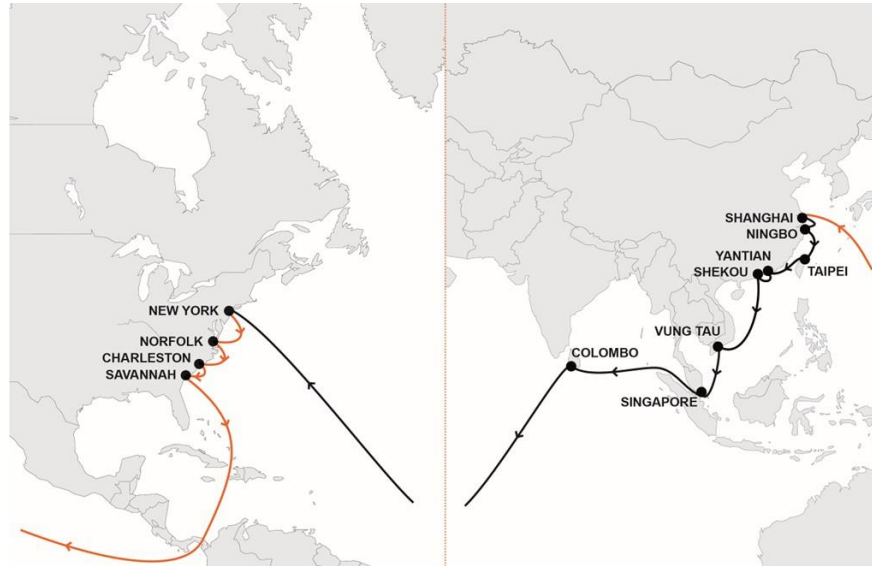 NEW YORK
NORFOLK
CHARLESTON
SAVANNAH
SHANGHAI
NINGBO
YANTIAN
SHEKOU
TAIPEI
VUNG TAU
COLOMBO
SINGAPORE